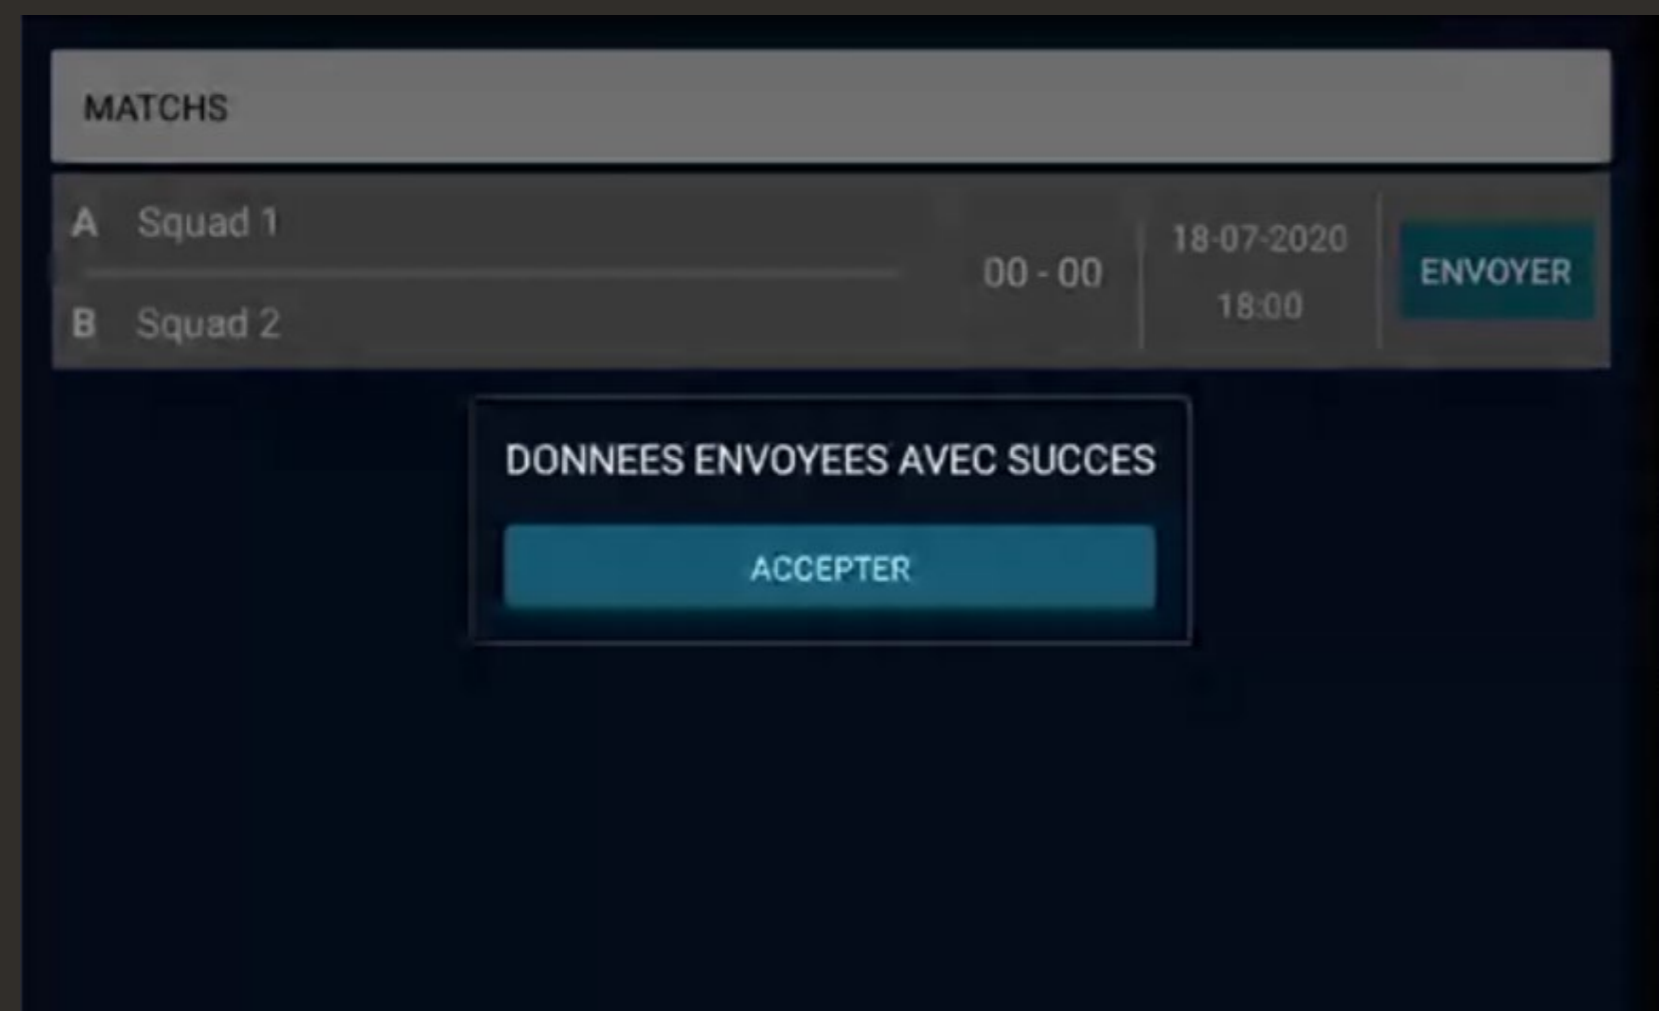 MATCHS
A Squad 1
B Squad 2
00 - 00
18-07-2020
18:00
ENVOYER
DONNEES ENVOYEES AVEC SUCCES
ACCEPTER